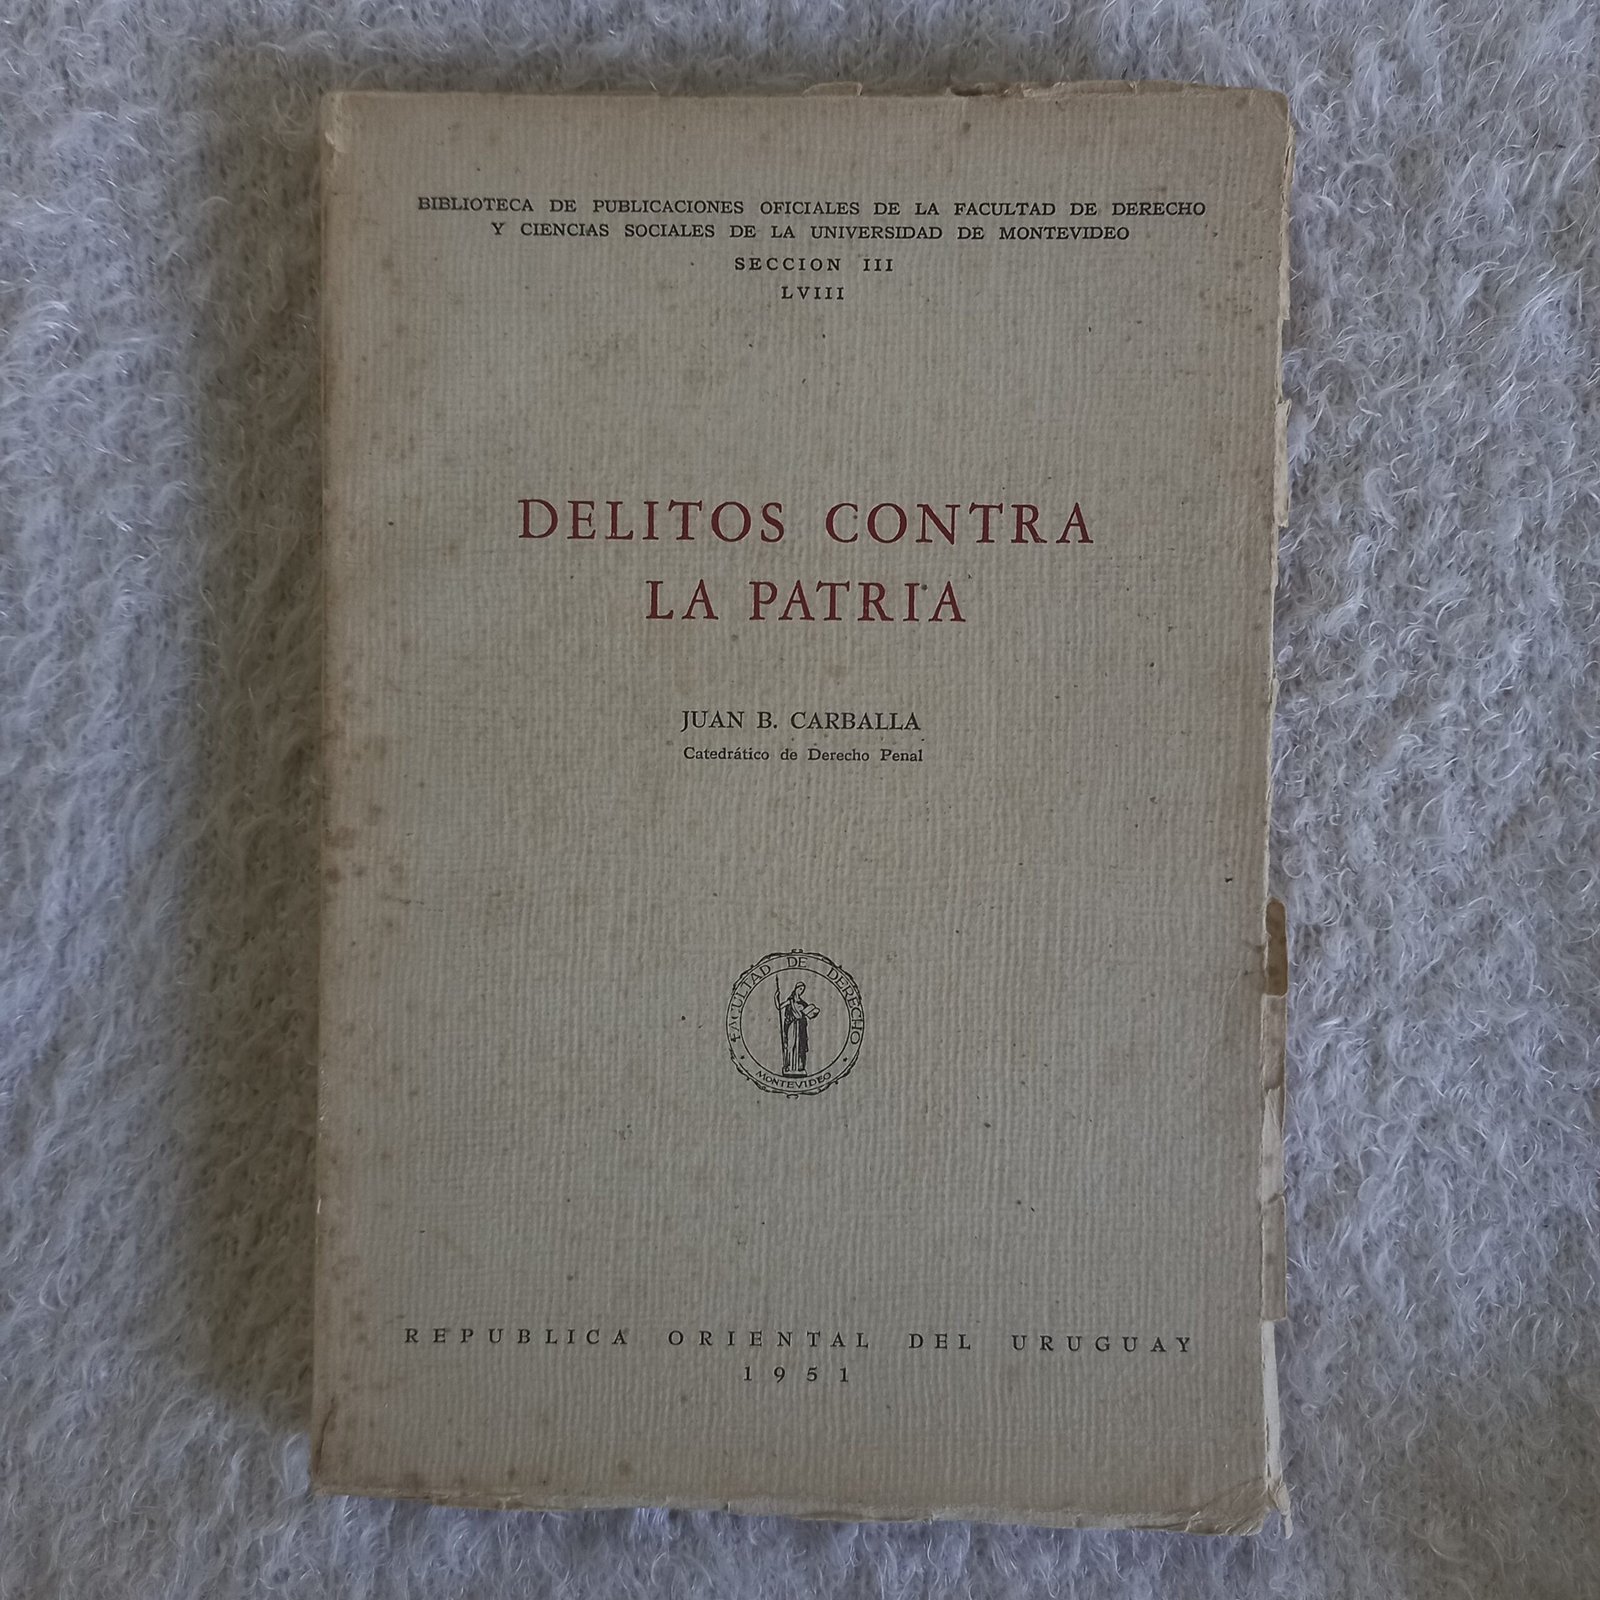 BIBLIOTECA DE PUBLICACIONES OFICIALES DE LA FACULTAD DE DERECHO
Y CIENCIAS SOCIALES DE LA UNIVERSIDAD DE MONTEVIDEO
SECCION III
LVIII
DELITOS CONTRA
LA PATRIA
JUAN B. CARBALLA
Catedrático de Derecho Penal
FACULTAD DE DERECHO
MONTEVIDEO
REPUBLICA ORIENTAL DEL URUGUAY
1951